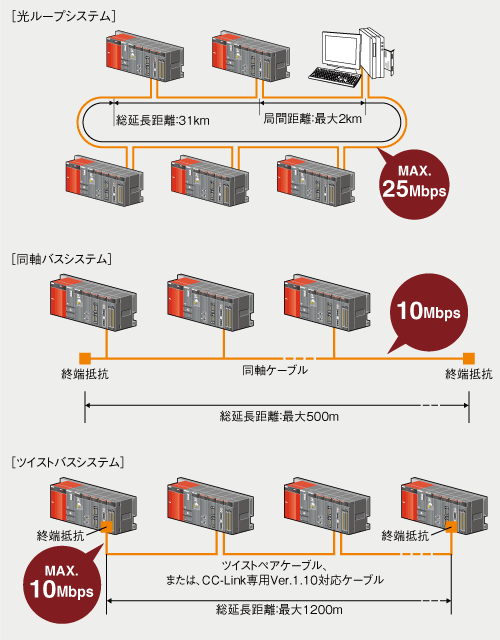 ［光ループシステム］
総延長距離:31km
局間距離:最大2km
MAX.
25Mbps
［同軸バスシステム］
10Mbps
終端抵抗
同軸ケーブル
終端抵抗
総延長距離:最大500m
［ツイストバスシステム］
終端抵抗
終端抵抗
MAX.
10Mbps
ツイストペアケーブル、
または、CC-Link専用Ver.1.10対応ケーブル
総延長距離:最大1200m